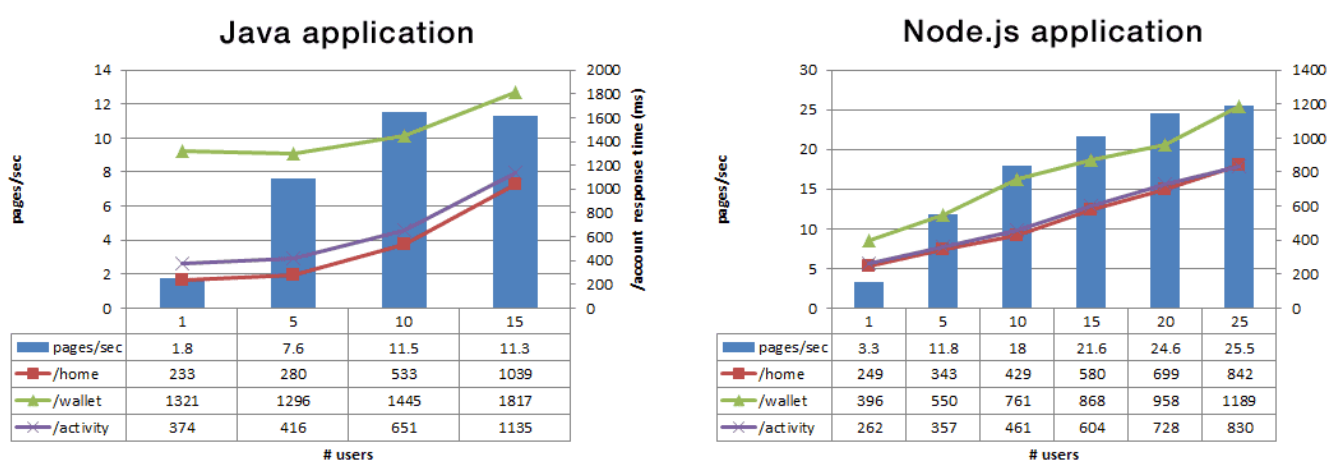 Java application
14
12
10
8
6
4
2
0
pages/sec
2000
1800
1600
1400
1200
1000
800
600
400
200
0
/account response time (ms)
1 5 10 15
pages/sec 1.8 7.6 11.5 11.3
/home 233 280 533 1039
/wallet 1321 1296 1445 1817
/activity 374 416 651 1135
# users
Node.js application
30
25
20
15
10
5
0
pages/sec
1400
1200
1000
800
600
400
200
0
1 5 10 15 20 25
pages/sec 3.3 11.8 18 21.6 24.6 25.5
/home 249 343 429 580 699 842
/wallet 396 550 761 868 958 1189
/activity 262 357 461 604 728 830
# users